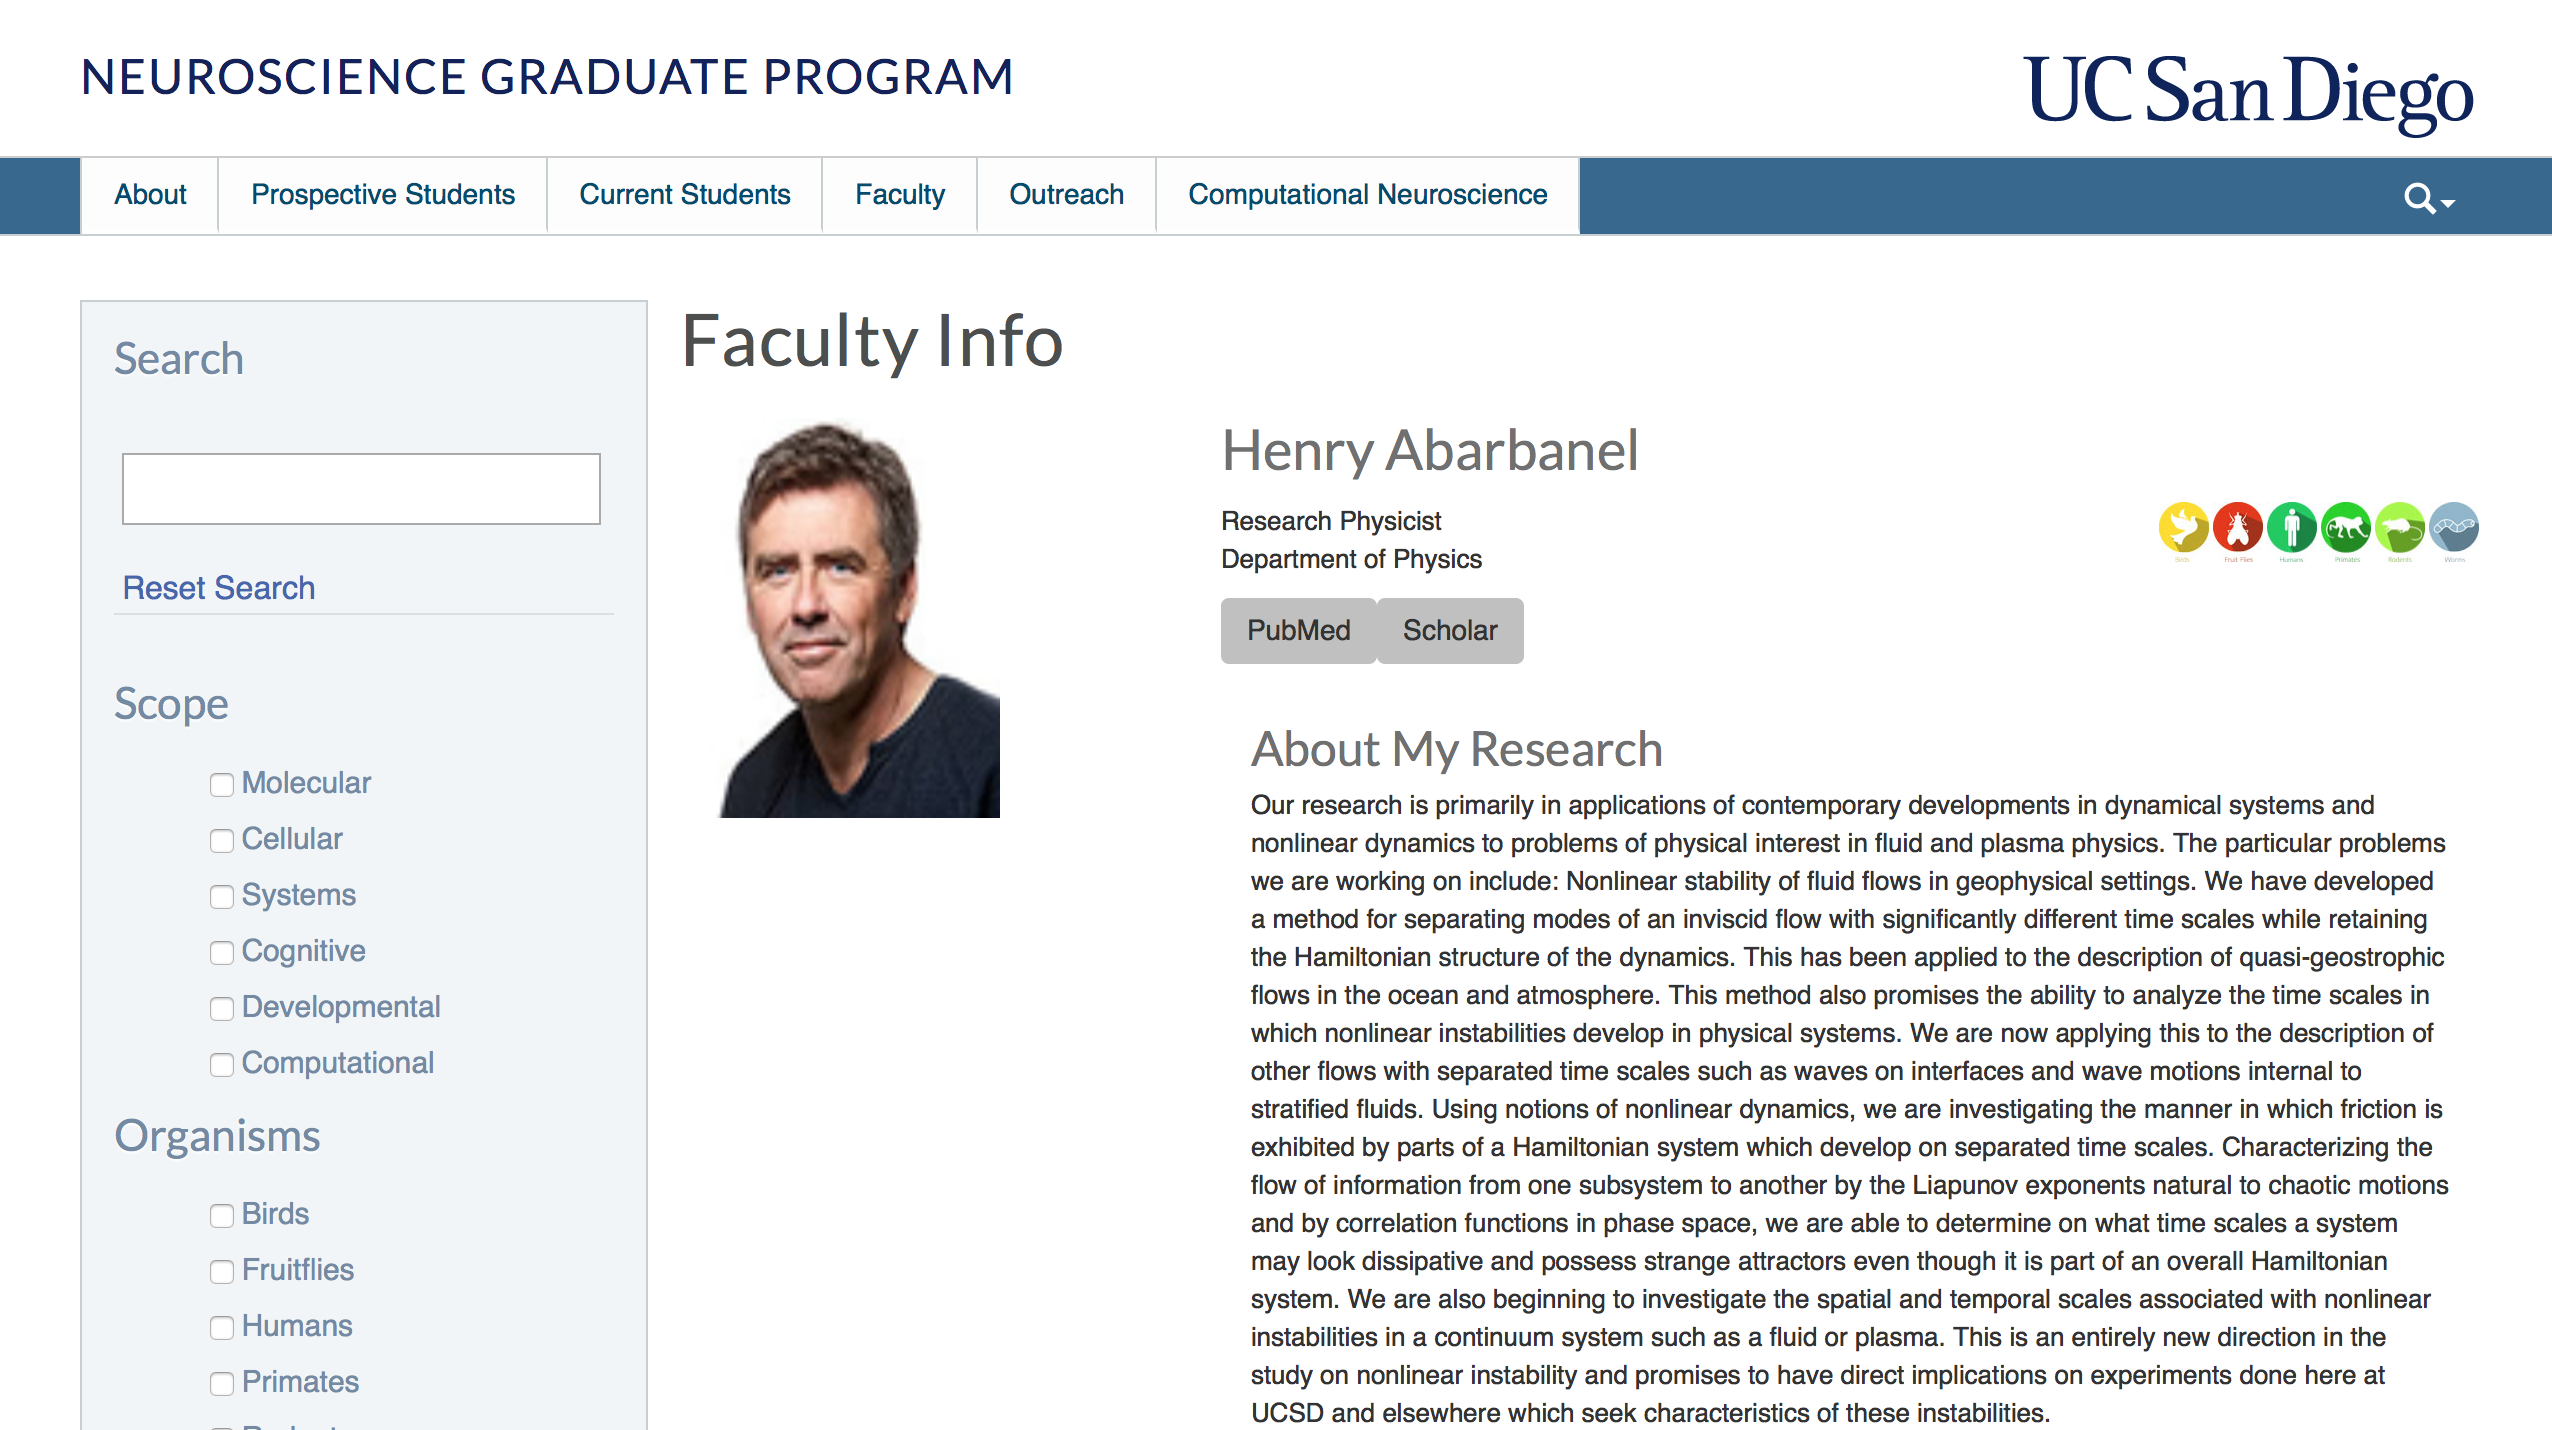 NEUROSCIENCE GRADUATE PROGRAM
UC San Diego
About
Prospective Students
Current Students
Faculty
Outreach
Computational Neuroscience
Search
Reset Search
Scope
Molecular
Cellular
Systems
Cognitive
Developmental
Computational
Organisms
Birds
Fruitflies
Humans
Primates
Faculty Info
Henry Abarbanel
Research Physicist
Department of Physics
Birds
Fruit Flies
Humans
Primates
Rodents
Worms
PubMed
Scholar
About My Research
Our research is primarily in applications of contemporary developments in dynamical systems and
nonlinear dynamics to problems of physical interest in fluid and plasma physics. The particular problems
we are working on include: Nonlinear stability of fluid flows in geophysical settings. We have developed
a method for separating modes of an inviscid flow with significantly different time scales while retaining
the Hamiltonian structure of the dynamics. This has been applied to the description of quasi-geostrophic
flows in the ocean and atmosphere. This method also promises the ability to analyze the time scales in
which nonlinear instabilities develop in physical systems. We are now applying this to the description of
other flows with separated time scales such as waves on interfaces and wave motions internal to
stratified fluids. Using notions of nonlinear dynamics, we are investigating the manner in which friction is
exhibited by parts of a Hamiltonian system which develop on separated time scales. Characterizing the
flow of information from one subsystem to another by the Liapunov exponents natural to chaotic motions
and by correlation functions in phase space, we are able to determine on what time scales a system
may look dissipative and possess strange attractors even though it is part of an overall Hamiltonian
system. We are also beginning to investigate the spatial and temporal scales associated with nonlinear
instabilities in a continuum system such as a fluid or plasma. This is an entirely new direction in the
study on nonlinear instability and promises to have direct implications on experiments done here at
UCSD and elsewhere which seek characteristics of these instabilities.